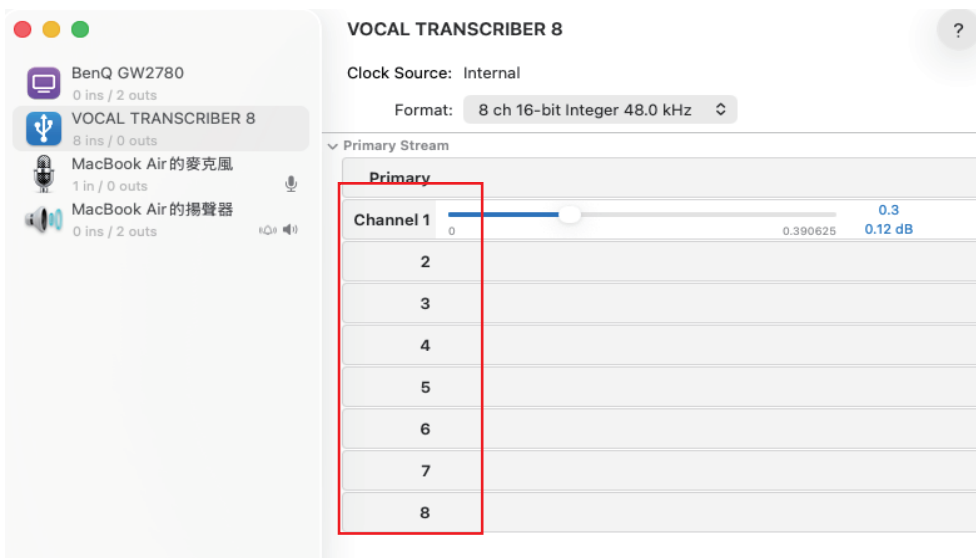 BenQ GW2780
0 ins / 2 outs
VOCAL TRANSCRIBER 8
8 ins / 0 outs
MacBook Air的麥克風
1 in / 0 outs
MacBook Air的揚聲器
0 ins / 2 outs
VOCAL TRANSCRIBER 8
?
Clock Source: Internal
Format: 8 ch 16-bit Integer 48.0 kHz
Primary Stream
Primary
Channel 1
0
0.390625
0.3
0.12 dB
2
3
4
5
6
7
8